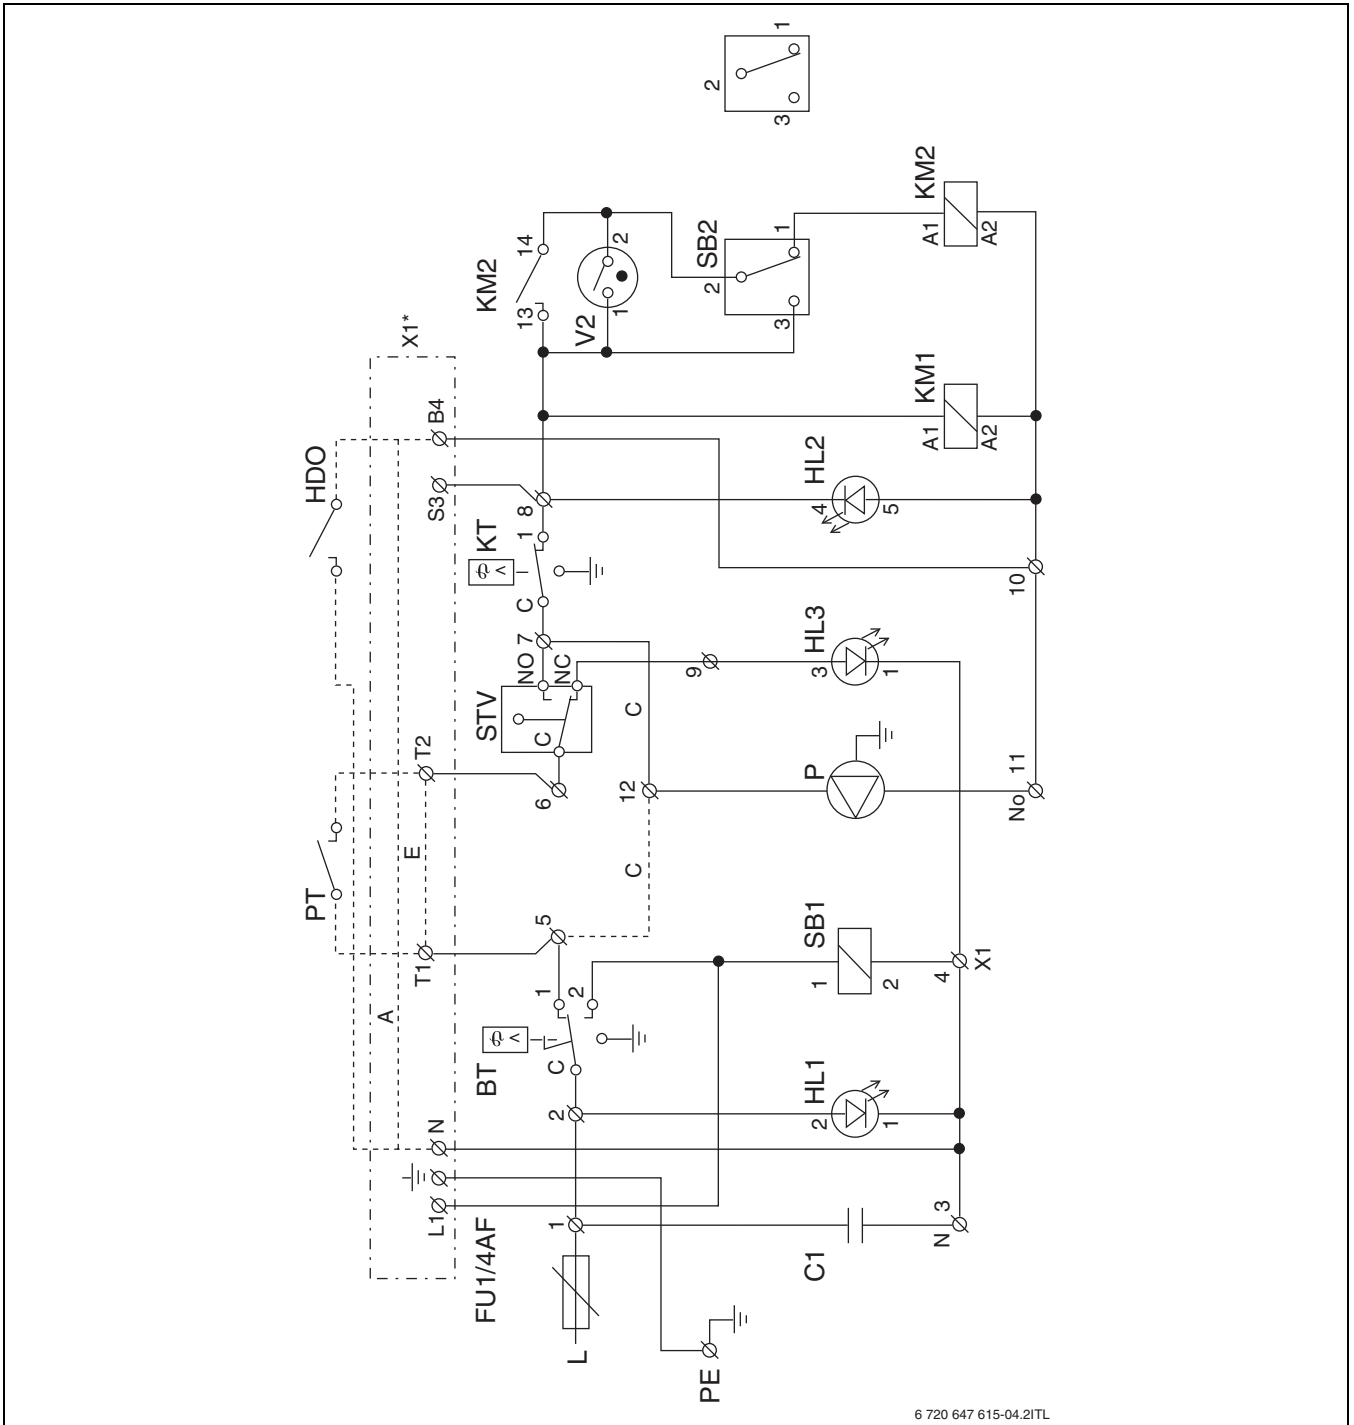 1
2
3
KM2
14
13
V2
2
1
SB2
2
1
3
KM2
A1
A2
X1*
HDO
B4
S3
8
KM1
A1
A2
HL2
4
5
KT
1
ϑ <
C
10
7
NO
NC
STV
C
9
HL3
3
1
C
T2
6
12
P
11
No
PT
E
C
T1
5
SB1
1
2
4
X1
A
1
2
BT
ϑ <
C
HL1
2
1
N
2
L1
FU1/4AF
1
C1
3
N
L
PE
6 720 647 615-04.2ITL